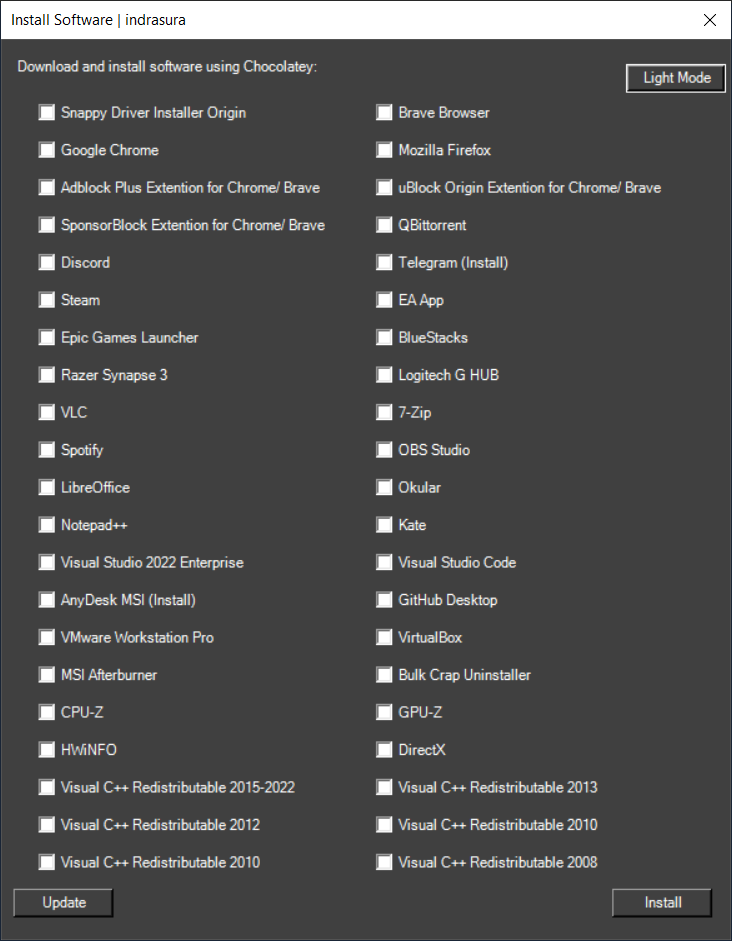 Install Software | indrasura
Download and install software using Chocolatey:
Light Mode
Snappy Driver Installer Origin
Brave Browser
Google Chrome
Mozilla Firefox
Adblock Plus Extention for Chrome/ Brave
uBlock Origin Extention for Chrome/ Brave
SponsorBlock Extention for Chrome/ Brave
QBittorrent
Discord
Telegram (Install)
Steam
EA App
Epic Games Launcher
BlueStacks
Razer Synapse 3
Logitech G HUB
VLC
7-Zip
Spotify
OBS Studio
LibreOffice
Okular
Notepad++
Kate
Visual Studio 2022 Enterprise
Visual Studio Code
AnyDesk MSI (Install)
GitHub Desktop
VMware Workstation Pro
VirtualBox
MSI Afterburner
Bulk Crap Uninstaller
CPU-Z
GPU-Z
HWiNFO
DirectX
Visual C++ Redistributable 2015-2022
Visual C++ Redistributable 2013
Visual C++ Redistributable 2012
Visual C++ Redistributable 2010
Visual C++ Redistributable 2010
Visual C++ Redistributable 2008
Update
Install